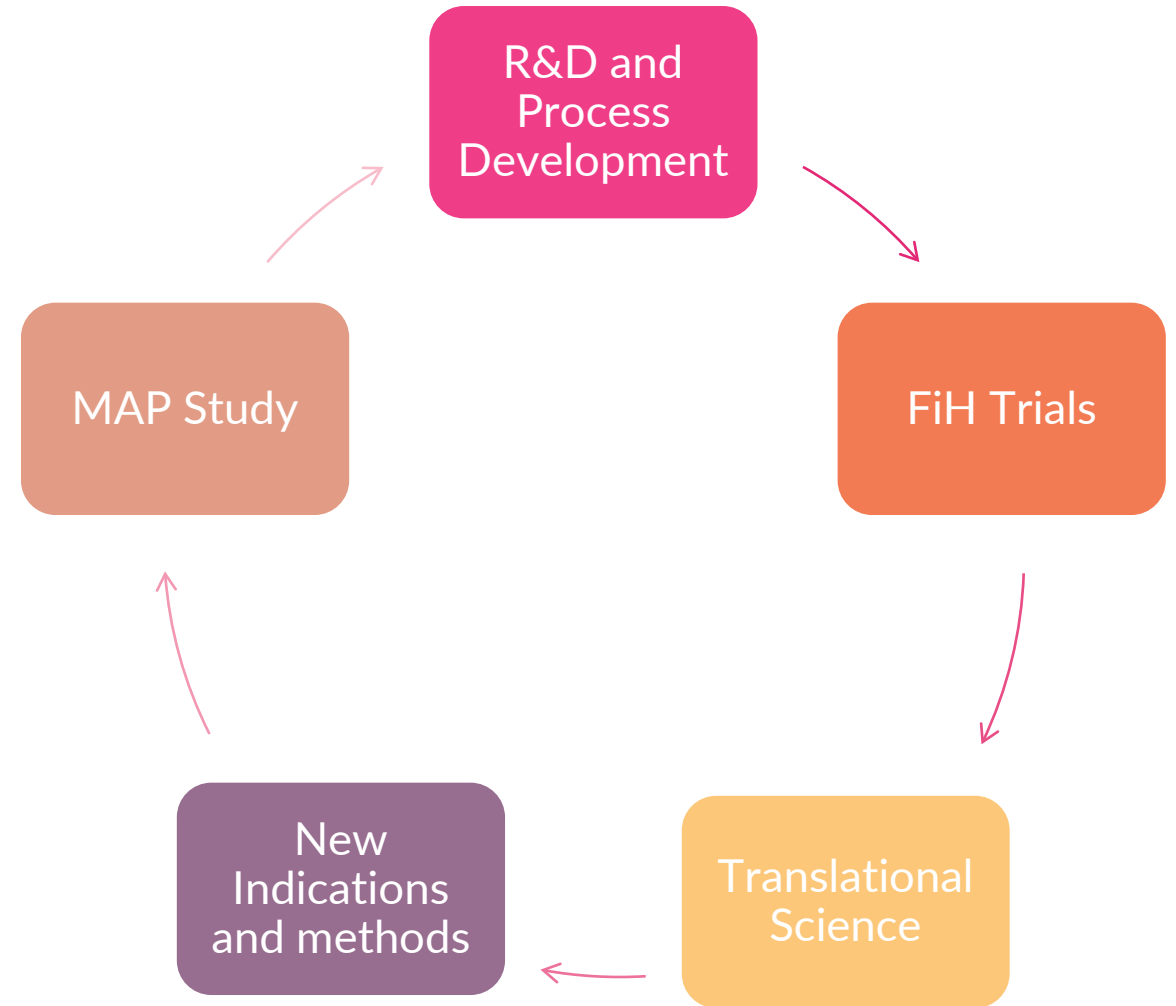 R&D and
Process
Development
FiH Trials
Translational
Science
New
Indications
and methods
MAP Study